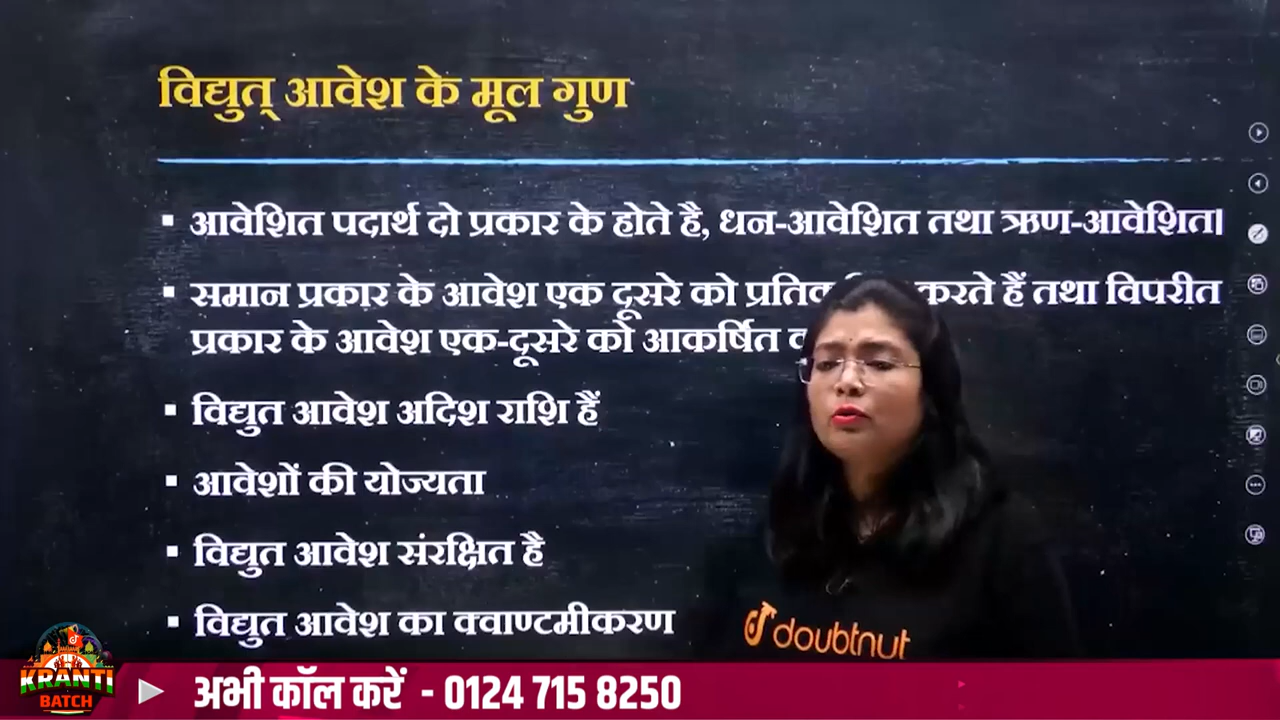 विद्युत् आवेश के मूल गुण
▪ आवेशित पदार्थ दो प्रकार के होते है, धन-आवेशित तथा ऋण-आवेशित।
▪ समान प्रकार के आवेश एक दूसरे को करते हैं तथा विपरीत
प्रकार के आवेश एक-दूसरे को आकर्षित
▪ विद्युत आवेश अदिश राशि हैं
▪ आवेशों की योज्यता
▪ विद्युत आवेश संरक्षित है
▪ विद्युत आवेश का क्वाण्टमीकरण
doubtnut
KRANTI
BATCH
अभी कॉल करें - 0124 715 8250